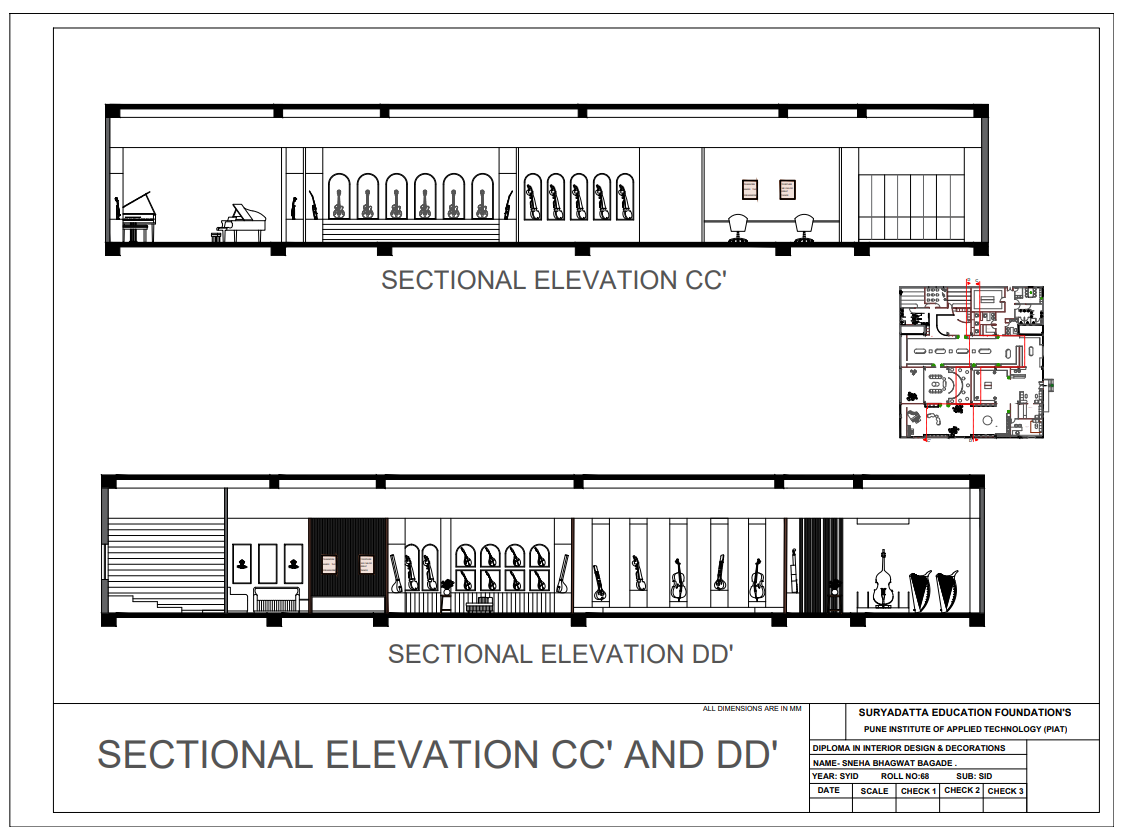 SECTIONAL ELEVATION CC'
SECTIONAL ELEVATION DD'
ALL DIMENSIONS ARE IN MM
SECTIONAL ELEVATION CC' AND DD'
SURYADATTA EDUCATION FOUNDATION'S
PUNE INSTITUTE OF APPLIED TECHNOLOGY (PIAT)
DIPLOMA IN INTERIOR DESIGN & DECORATIONS
NAME- SNEHA BHAGWAT BAGADE .
YEAR: SYID ROLL NO:68 SUB: SID
DATE SCALE CHECK 1 CHECK 2 CHECK 3